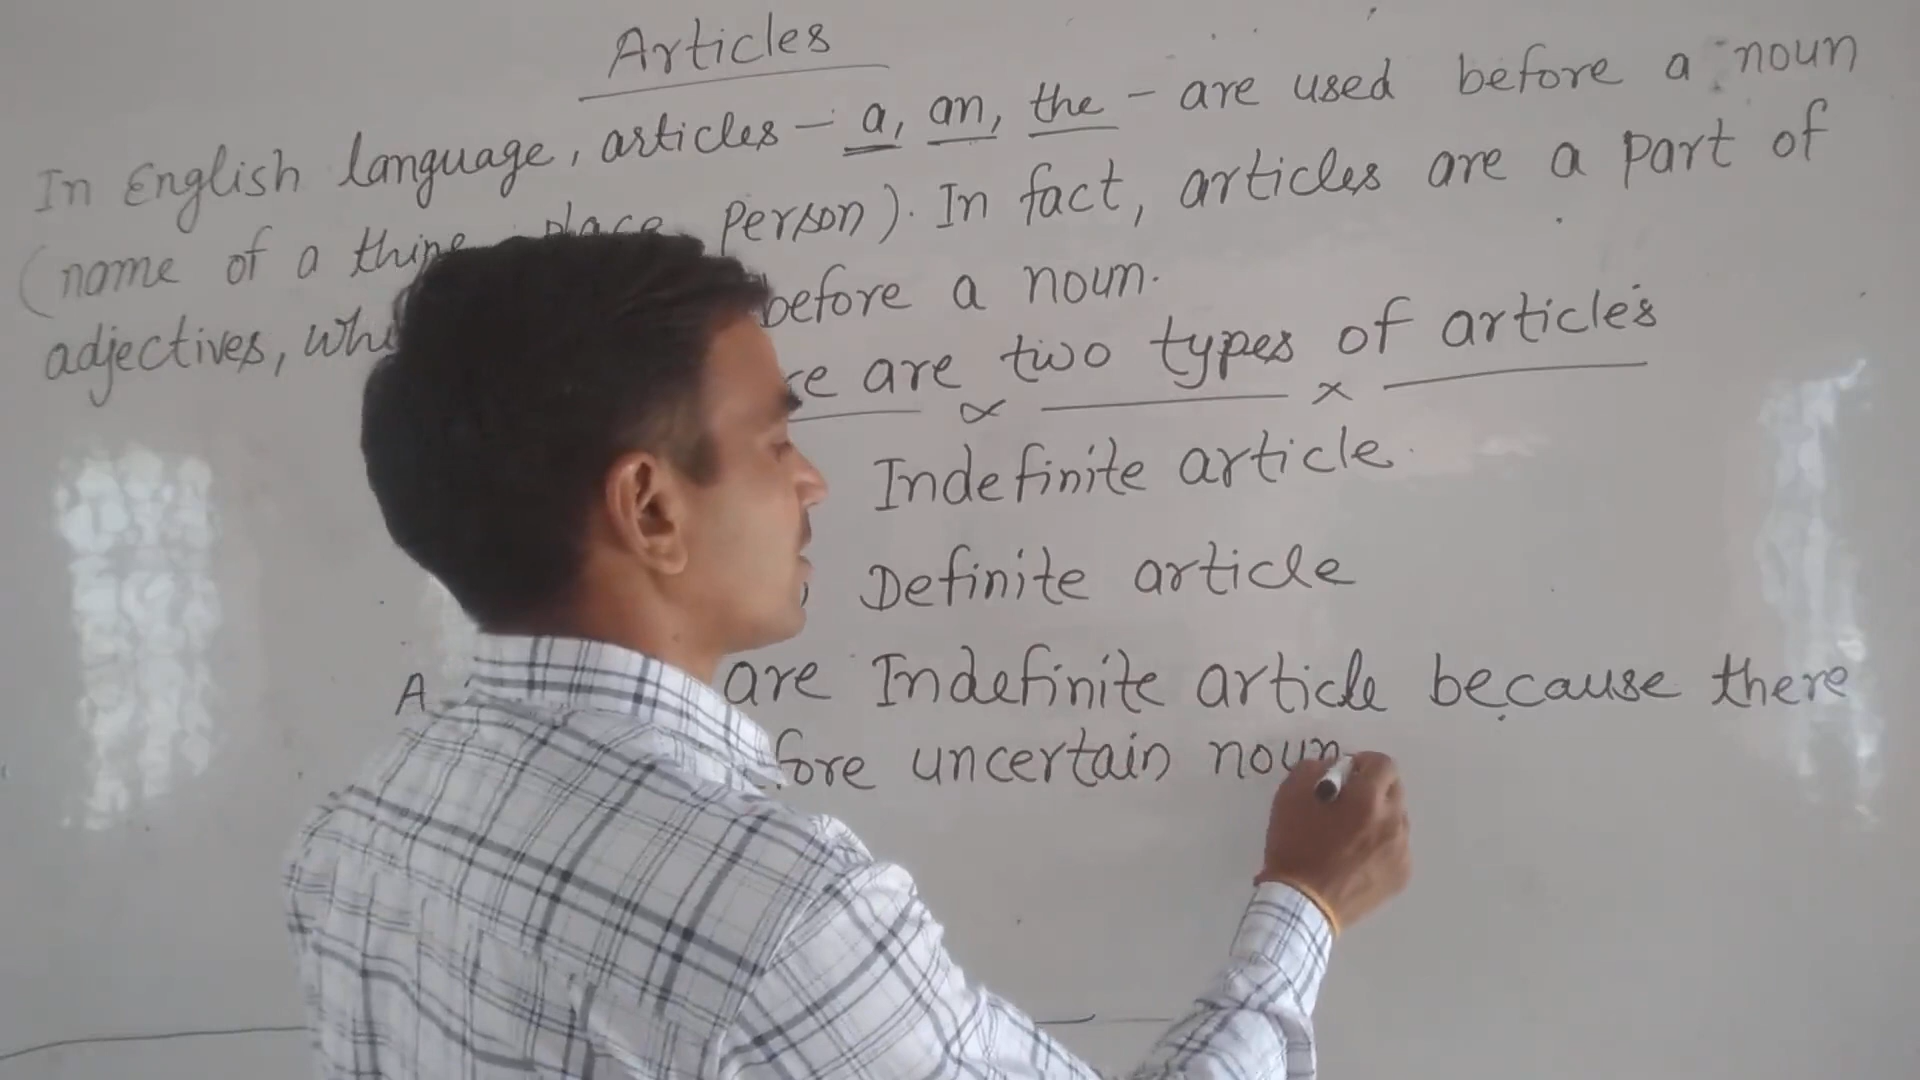 Articles
In English language, articles - a, an, the - are used before a noun
(name of a thing place person). In fact, articles are a part of
adjectives, before a noun.
are two types of articles
Indefinite article
Definite article
A are Indefinite article because there
uncertain noun